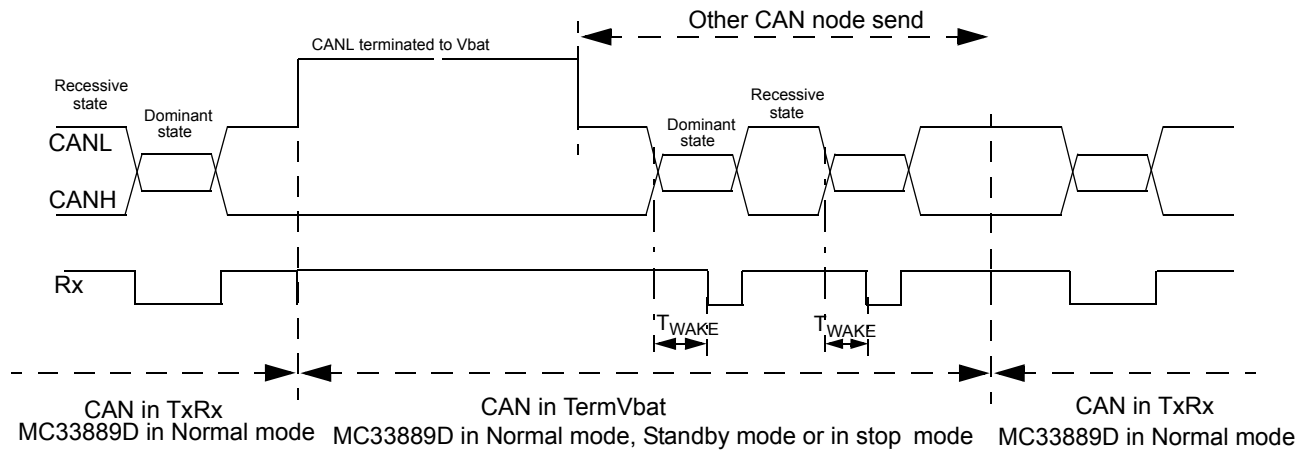 Other CAN node send
CANL terminated to Vbat
Recessive
state
Dominant
state
CANL
CANH
Dominant
state
Recessive
state
Rx
TWAKE
TWAKE
CAN in TxRx
MC33889D in Normal mode
CAN in TermVbat
MC33889D in Normal mode, Standby mode or in stop mode
CAN in TxRx
MC33889D in Normal mode